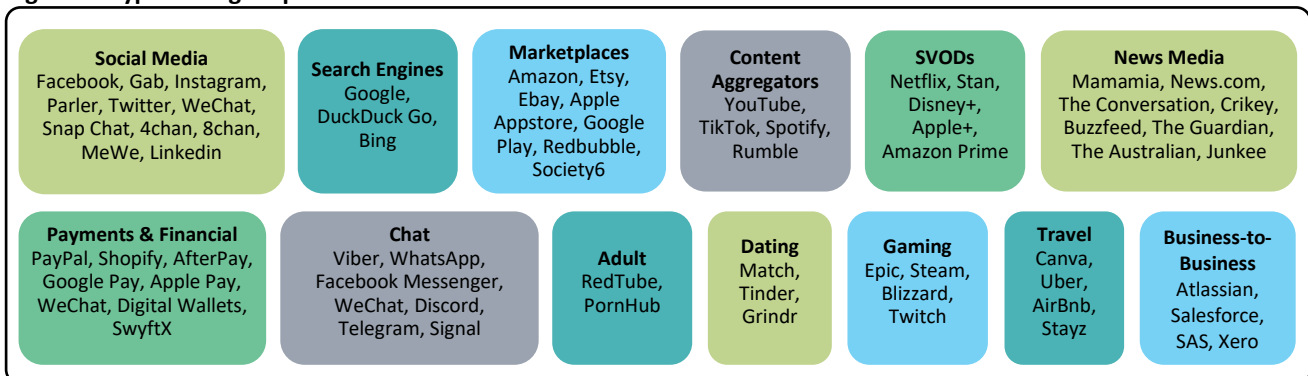 Social Media
Facebook, Gab, Instagram,
Parler, Twitter, WeChat,
Snap Chat, 4chan, 8chan,
MeWe, Linkedin
Search Engines
Google,
DuckDuck Go,
Bing
Marketplaces
Amazon, Etsy,
Ebay, Apple
Appstore, Google
Play, Redbubble,
Society6
Content
Aggregators
YouTube,
TikTok, Spotify,
Rumble
SVODs
Netflix, Stan,
Disney+,
Apple+,
Amazon Prime
News Media
Mamamia, News.com,
The Conversation, Crikey,
Buzzfeed, The Guardian,
The Australian, Junkee
Payments & Financial
PayPal, Shopify, AfterPay,
Google Pay, Apple Pay,
WeChat, Digital Wallets,
SwyftX
Chat
Viber, WhatsApp,
Facebook Messenger,
WeChat, Discord,
Telegram, Signal
Adult
RedTube,
PornHub
Dating
Match,
Tinder,
Grindr
Gaming
Epic, Steam,
Blizzard,
Twitch
Travel
Canva,
Uber,
AirBnb,
Stayz
Business-to-
Business
Atlassian,
Salesforce,
SAS, Xero